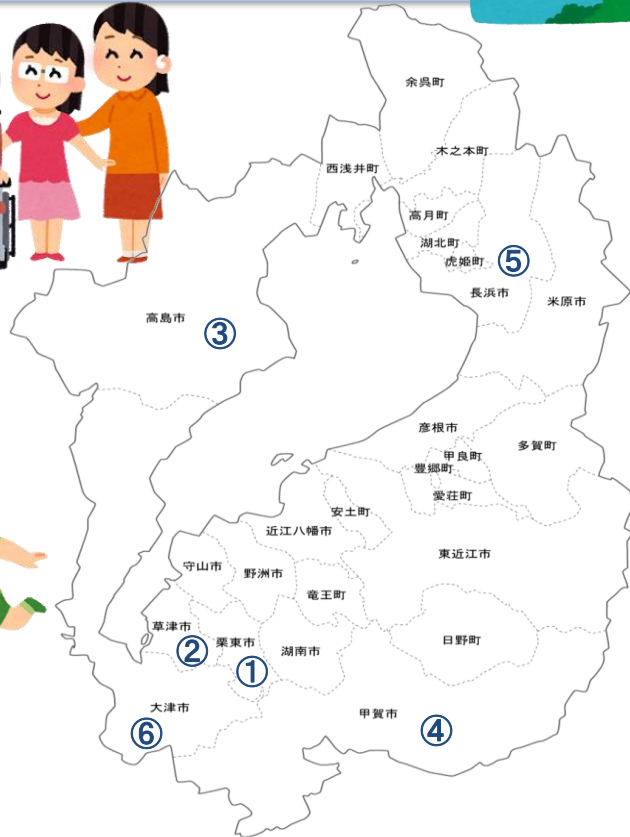 余呉町
木之本町
西浅井町
高月町
湖北町
虎姫町
⑤
長浜市
米原市
高島市
③
彦根市
多賀町
甲良町
豊郷町
愛荘町
安土町
近江八幡市
東近江市
守山市
野洲市
竜王町
草津市
②
栗東市
①
湖南市
日野町
大津市
⑥
甲賀市
④